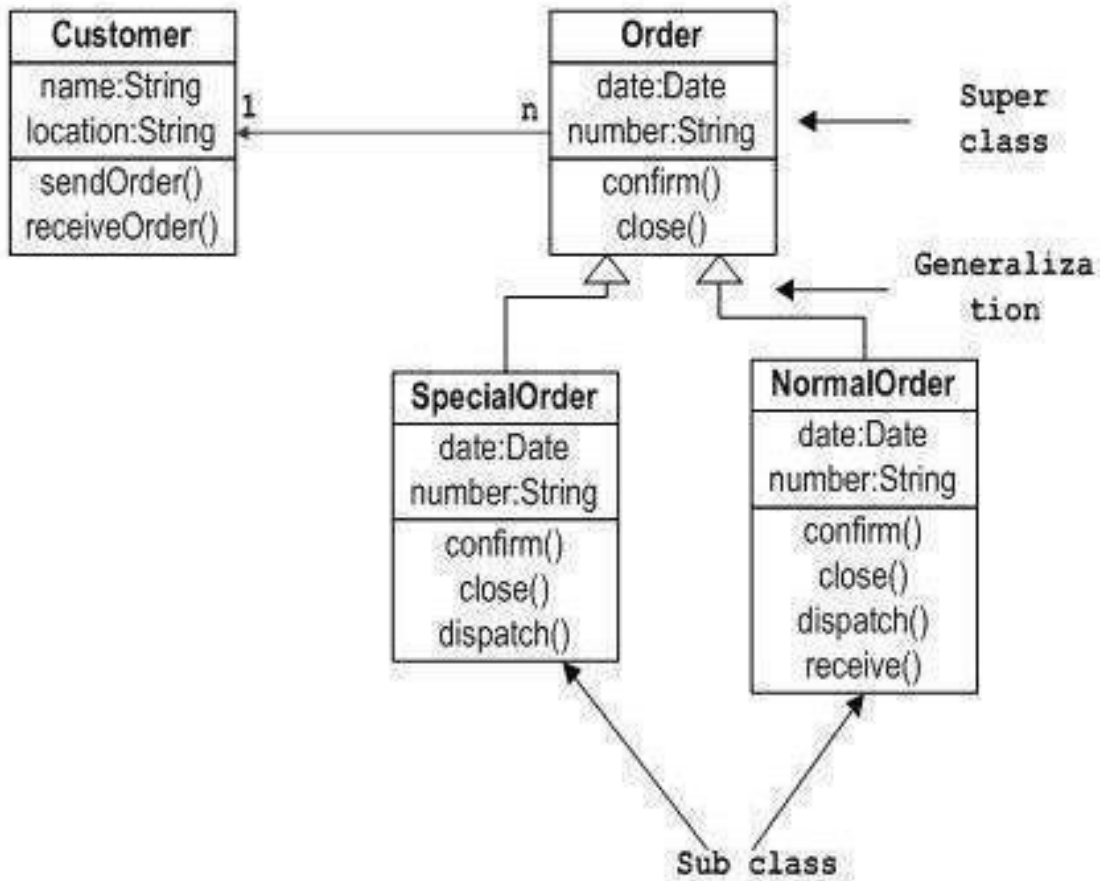 Customer
name:String
location:String
sendOrder()
receiveOrder()
1
n
Order
date:Date
number:String
confirm()
close()
Super
class
Generaliza
tion
SpecialOrder
date:Date
number:String
confirm()
close()
dispatch()
NormalOrder
date:Date
number:String
confirm()
close()
dispatch()
receive()
Sub class